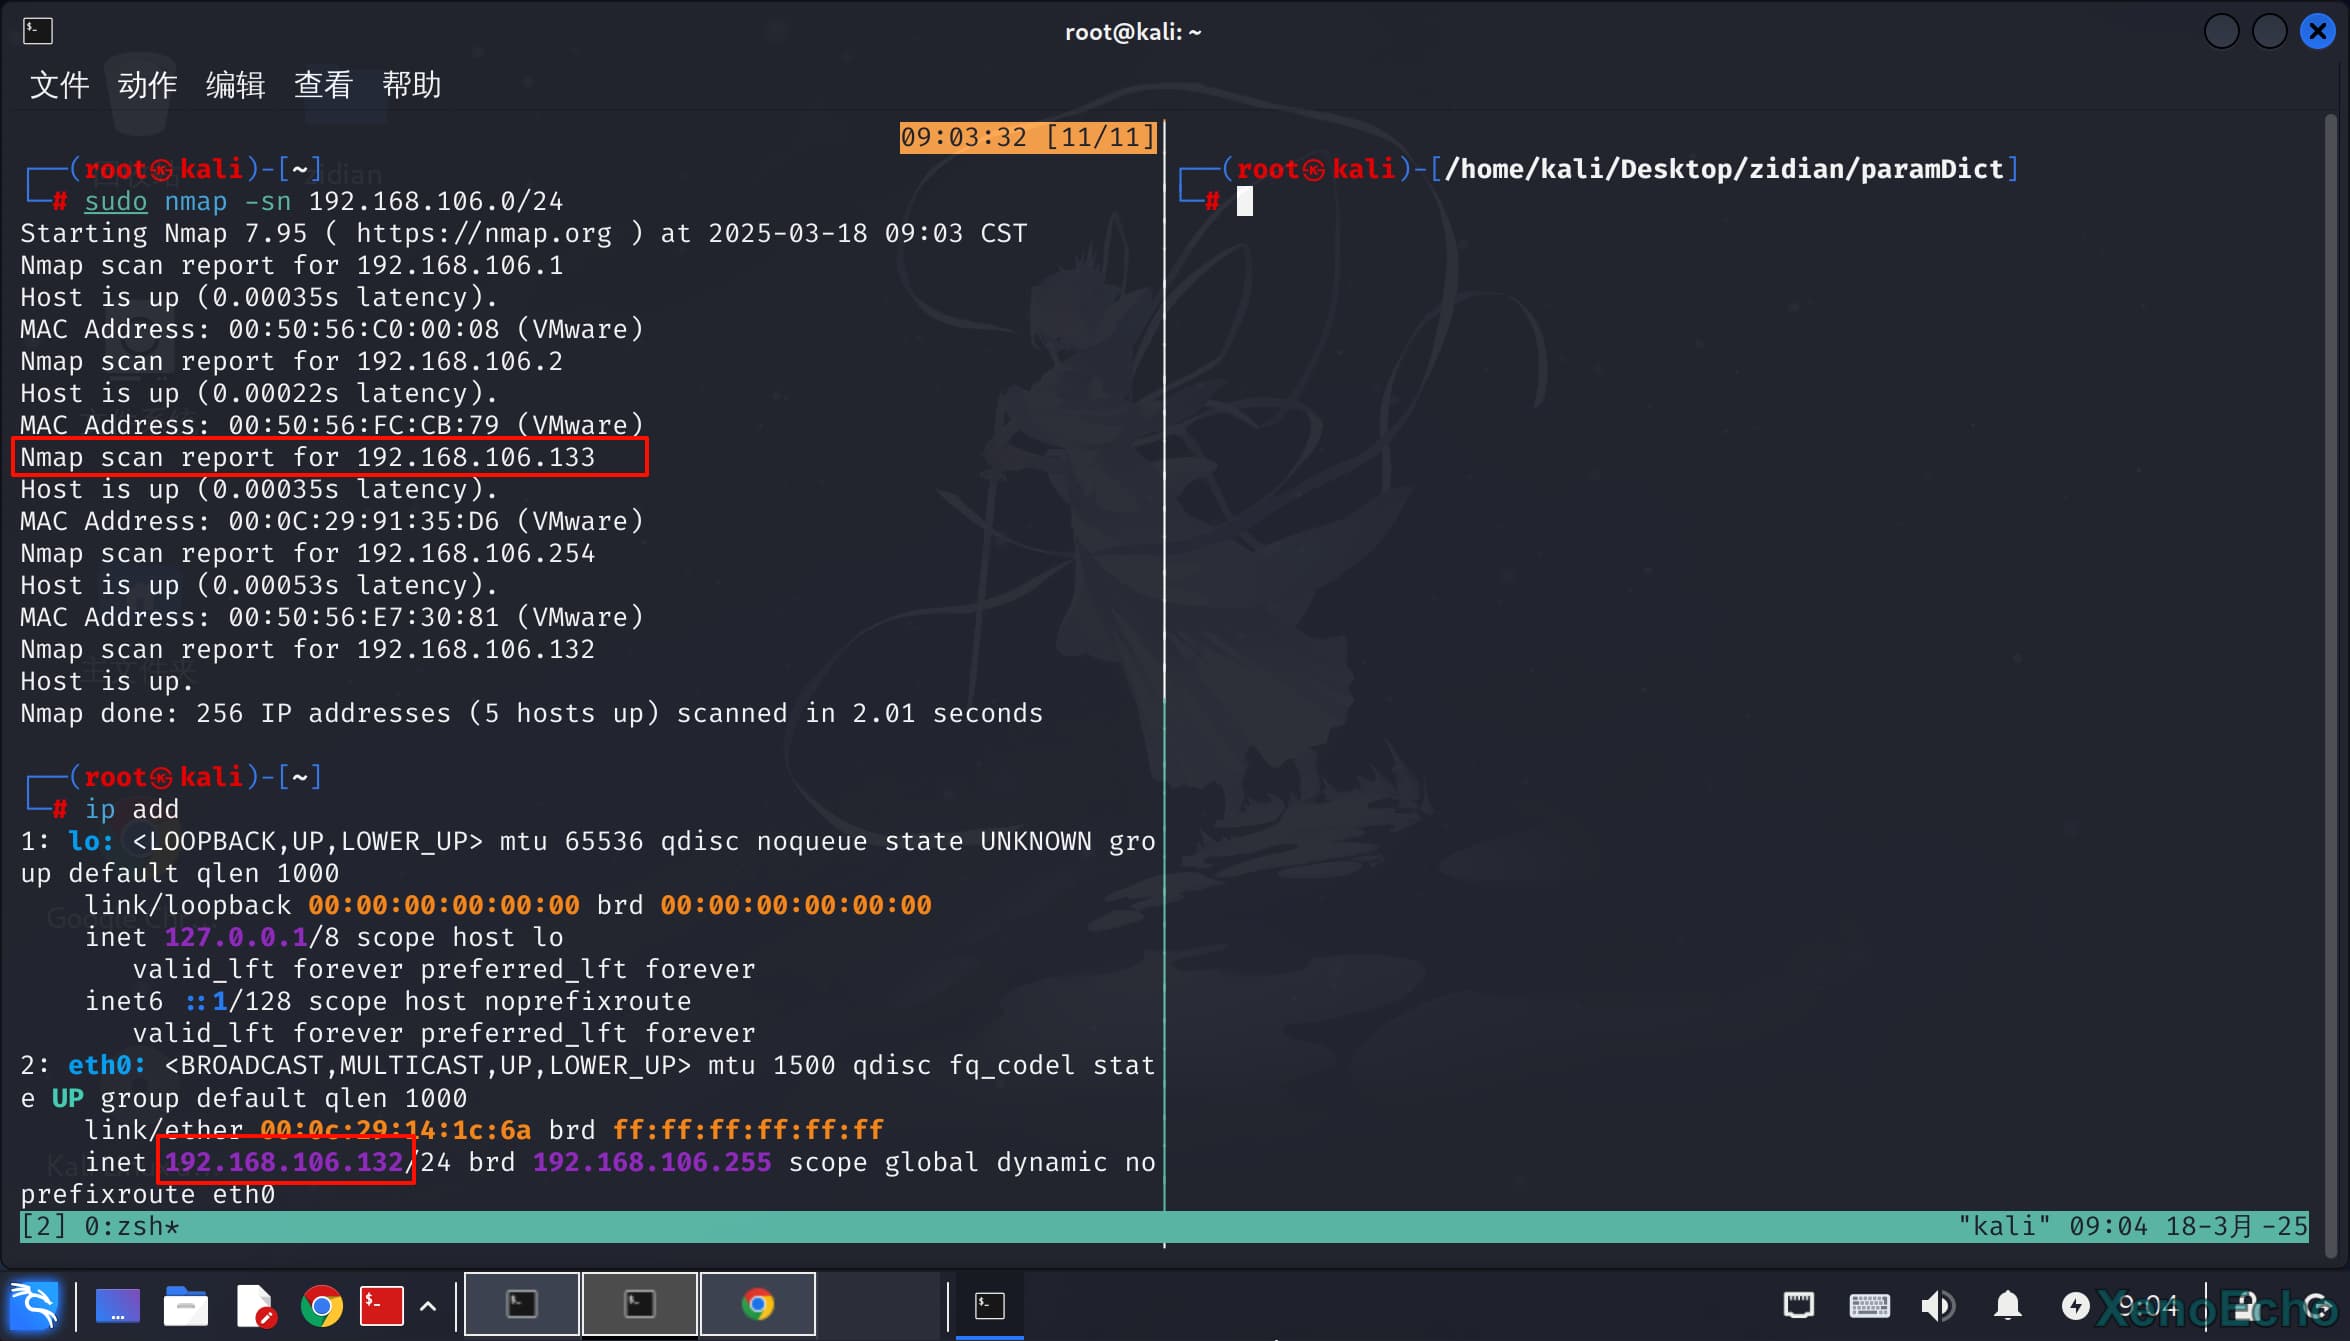 root@kali: ~
文件 动作 编辑 查看 帮助
09:03:32 [11/11]
(root㉿kali)-[~]
# sudo nmap -sn 192.168.106.0/24
Starting Nmap 7.95 ( https://nmap.org ) at 2025-03-18 09:03 CST
Nmap scan report for 192.168.106.1
Host is up (0.00035s latency).
MAC Address: 00:50:56:C0:00:08 (VMware)
Nmap scan report for 192.168.106.2
Host is up (0.00022s latency).
MAC Address: 00:50:56:FC:CB:79 (VMware)
Nmap scan report for 192.168.106.133
Host is up (0.00035s latency).
MAC Address: 00:0C:29:91:35:D6 (VMware)
Nmap scan report for 192.168.106.254
Host is up (0.00053s latency).
MAC Address: 00:50:56:E7:30:81 (VMware)
Nmap scan report for 192.168.106.132
Host is up.
Nmap done: 256 IP addresses (5 hosts up) scanned in 2.01 seconds
(root㉿kali)-[~]
# ip add
1: lo: <LOOPBACK,UP,LOWER_UP> mtu 65536 qdisc noqueue state UNKNOWN gro
up default qlen 1000
link/loopback 00:00:00:00:00:00 brd 00:00:00:00:00:00
inet 127.0.0.1/8 scope host lo
valid_lft forever preferred_lft forever
inet6 ::1/128 scope host noprefixroute
valid_lft forever preferred_lft forever
2: eth0: <BROADCAST,MULTICAST,UP,LOWER_UP> mtu 1500 qdisc fq_codel stat
e UP group default qlen 1000
link/ether 00:0c:29:14:1c:6a brd ff:ff:ff:ff:ff:ff
inet 192.168.106.132/24 brd 192.168.106.255 scope global dynamic no
prefixroute eth0
(root㉿kali)-[/home/kali/Desktop/zidian/paramDict]
#
[2] 0:zsh* "kali" 09:04 18-3月-25
9:04
XenoEcho